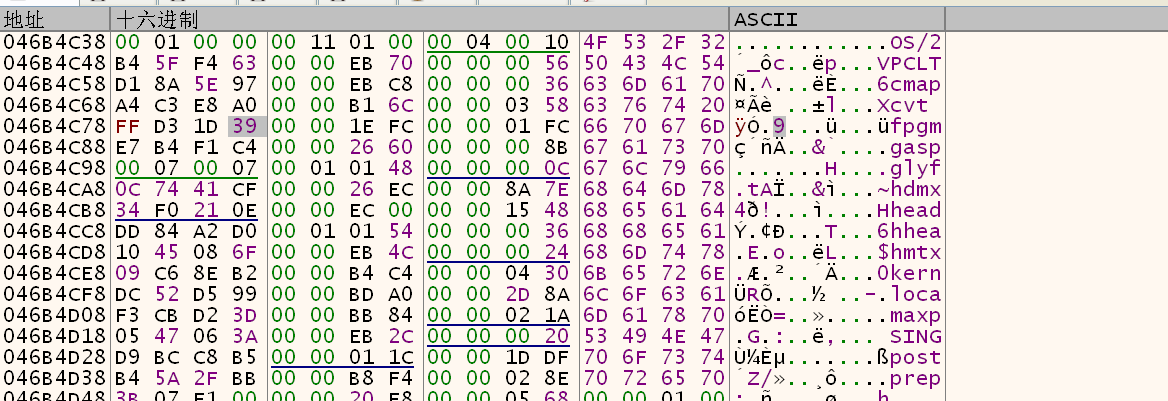 地址 十六进制 ASCII
046B4C38 00 01 00 00 00 11 01 00 00 04 00 10 4F 53 2F 32 ............OS/2
046B4C48 B4 5F F4 63 00 00 EB 70 00 00 00 56 50 43 4C 54 ´_ôc..ëp...VPCLT
046B4C58 D1 8A 5E 97 00 00 EB C8 00 00 00 36 63 6D 61 70 Ñ.^...ëÈ...6cmap
046B4C68 A4 C3 E8 A0 00 00 B1 6C 00 00 03 58 63 76 74 20 ¤Ãè ..±l...Xcvt
046B4C78 FF D3 1D 39 00 00 1E FC 00 00 01 FC 66 70 67 6D ÿÓ.9...ü...üfpgm
046B4C88 E7 B4 F1 C4 00 00 26 60 00 00 00 8B 67 61 73 70 ç´ñÄ..&`....gasp
046B4C98 00 07 00 07 00 01 01 48 00 00 00 0C 67 6C 79 66 .......H....glyf
046B4CA8 0C 74 41 CF 00 00 26 EC 00 00 8A 7E 68 64 6D 78 .tAÏ..&ì...~hdmx
046B4CB8 34 F0 21 0E 00 00 EC 00 00 00 15 48 68 65 61 64 4ð!...ì....Hhead
046B4CC8 DD 84 A2 D0 00 01 01 54 00 00 00 36 68 68 65 61 Ý.¢Ð...T...6hhea
046B4CD8 10 45 08 6F 00 00 EB 4C 00 00 00 24 68 6D 74 78 .E.o..ëL...$hmtx
046B4CE8 09 C6 8E B2 00 00 B4 C4 00 00 04 30 6B 65 72 6E .Æ.²..´Ä...0kern
046B4CF8 DC 52 D5 99 00 00 BD A0 00 00 2D 8A 6C 6F 63 61 ÜRÕ...½ ..-.loca
046B4D08 F3 CB D2 3D 00 00 BB 84 00 00 02 1A 6D 61 78 70 óËÒ=..».....maxp
046B4D18 05 47 06 3A 00 00 EB 2C 00 00 00 20 53 49 4E 47 .G.:..ë,... SING
046B4D28 D9 BC C8 B5 00 00 01 1C 00 00 1D DF 70 6F 73 74 Ù¼Èµ.......ßpost
046B4D38 B4 5A 2F BB 00 00 B8 F4 00 00 02 8E 70 72 65 70 ´Z/»..¸ô....prep
046B4D48 3B 07 F1 00 00 00 20 F8 00 00 05 68 00 00 01 00